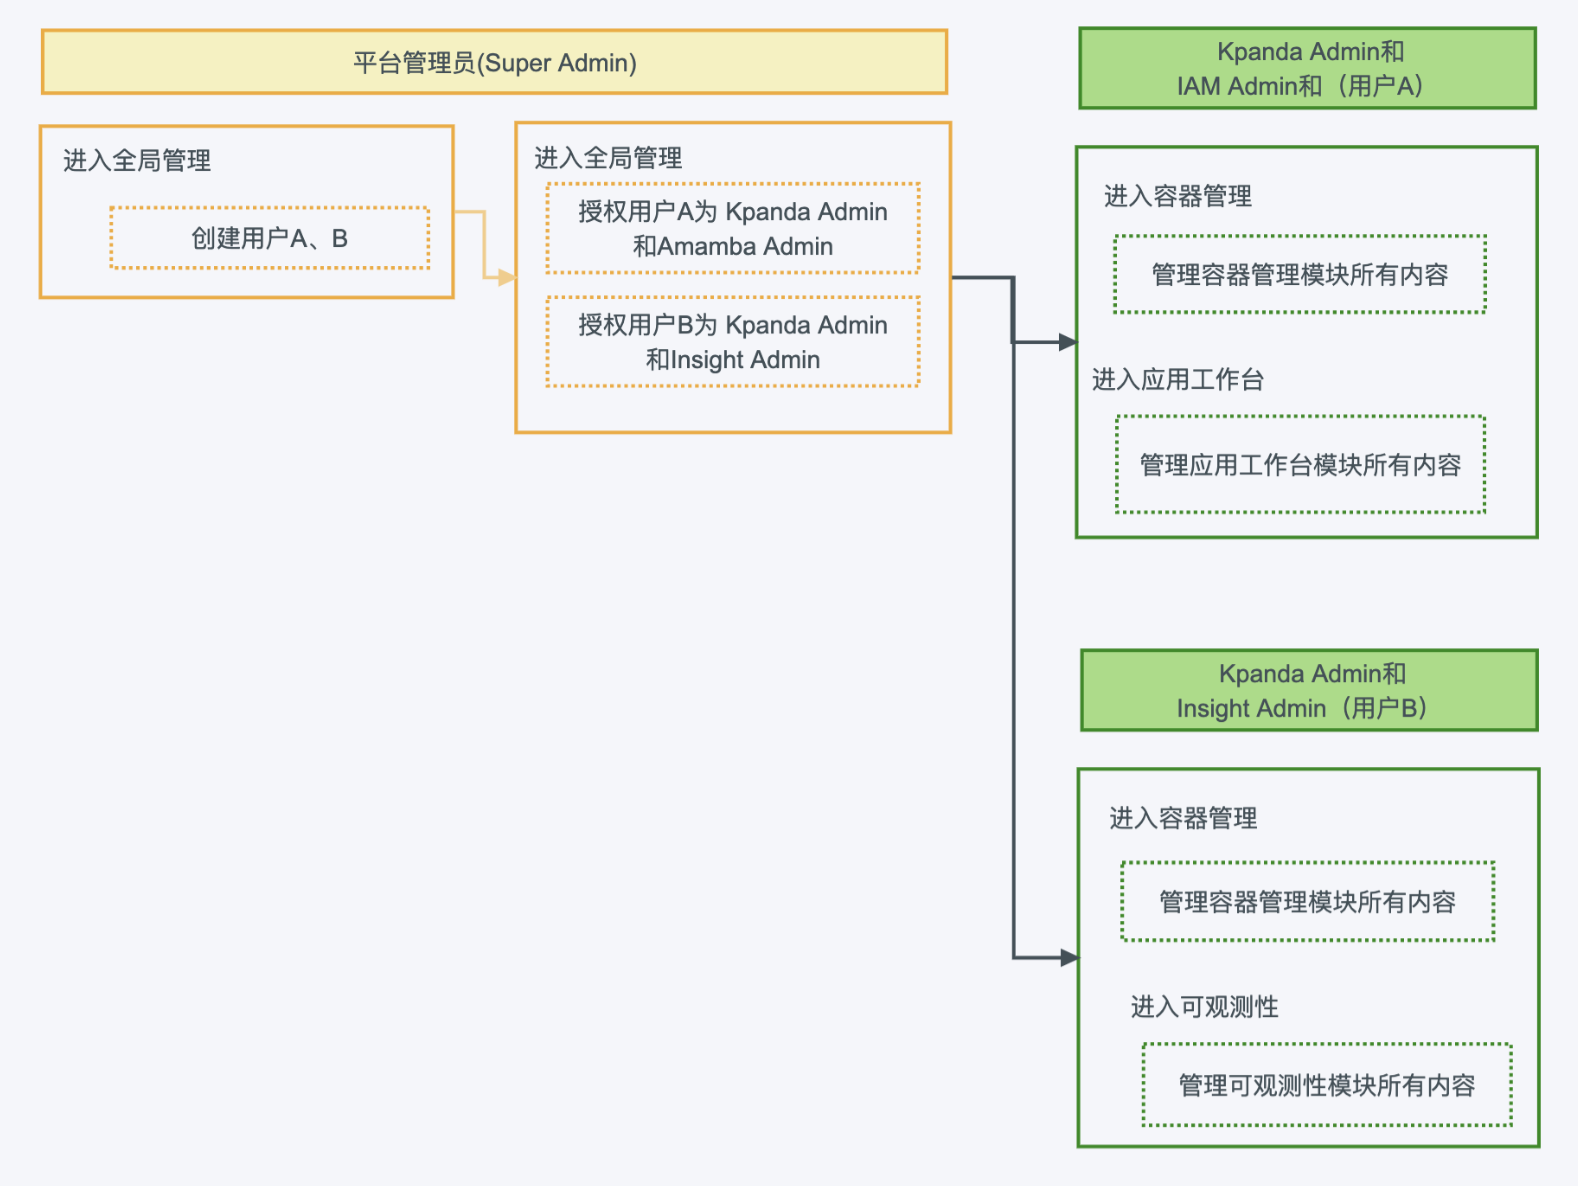 平台管理员(Super Admin)
进入全局管理
创建用户A、B
进入全局管理
授权用户A为 Kpanda Admin
和Amamba Admin
授权用户B为 Kpanda Admin
和Insight Admin
Kpanda Admin和
IAM Admin和（用户A）
进入容器管理
管理容器管理模块所有内容
进入应用工作台
管理应用工作台模块所有内容
Kpanda Admin和
Insight Admin（用户B）
进入容器管理
管理容器管理模块所有内容
进入可观测性
管理可观测性模块所有内容